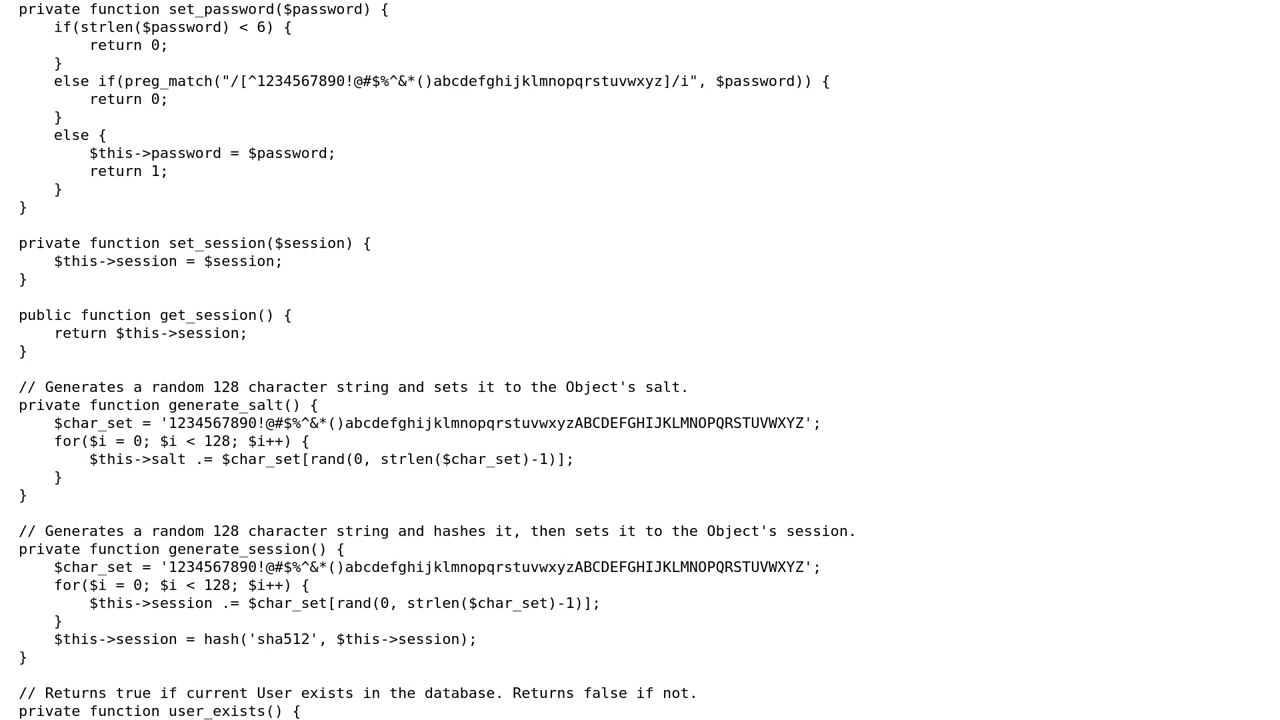 private function set_password($password) {
    if(strlen($password) < 6) {
        return 0;
    }
    else if(preg_match("/[^1234567890!@#$%^&*()abcdefghijklmnopqrstuvwxyz]/i", $password)) {
        return 0;
    }
    else {
        $this->password = $password;
        return 1;
    }
}

private function set_session($session) {
    $this->session = $session;
}

public function get_session() {
    return $this->session;
}

// Generates a random 128 character string and sets it to the Object's salt.
private function generate_salt() {
    $char_set = '1234567890!@#$%^&*()abcdefghijklmnopqrstuvwxyzABCDEFGHIJKLMNOPQRSTUVWXYZ';
    for($i = 0; $i < 128; $i++) {
        $this->salt .= $char_set[rand(0, strlen($char_set)-1)];
    }
}

// Generates a random 128 character string and hashes it, then sets it to the Object's session.
private function generate_session() {
    $char_set = '1234567890!@#$%^&*()abcdefghijklmnopqrstuvwxyzABCDEFGHIJKLMNOPQRSTUVWXYZ';
    for($i = 0; $i < 128; $i++) {
        $this->session .= $char_set[rand(0, strlen($char_set)-1)];
    }
    $this->session = hash('sha512', $this->session);
}

// Returns true if current User exists in the database. Returns false if not.
private function user_exists() {